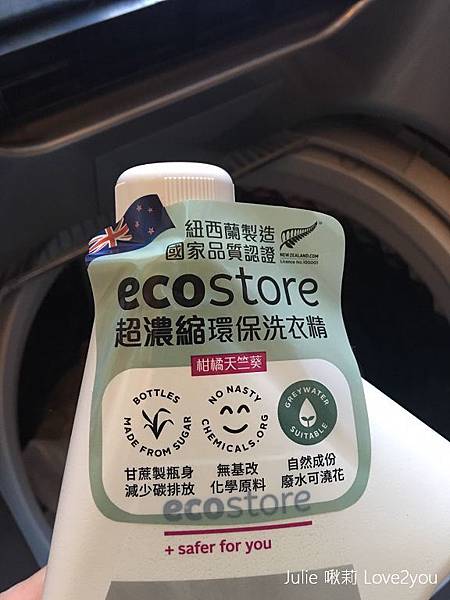 紐西蘭製造
國家品質認證
NEWZEALAND.COM
ecostore
超濃縮環保洗衣精
柑橘天竺葵
BOTTLES
MADE FROM SUGAR
NO NASTY
CHEMICALS.ORG
GREYWATER
SUITABLE
甘蔗製瓶身
減少碳排放
無基改
化學原料
自然成份
廢水可澆花
ecostore
+ safer for you
Julie 啾莉 Love2you